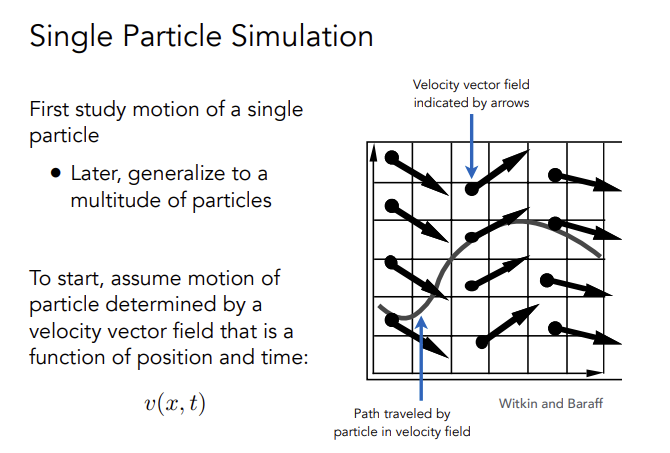 Single Particle Simulation
First study motion of a single
particle
• Later, generalize to a
multitude of particles
To start, assume motion of
particle determined by a
velocity vector field that is a
function of position and time:
v(x, t)
Velocity vector field
indicated by arrows
Path traveled by
particle in velocity field
Witkin and Baraff